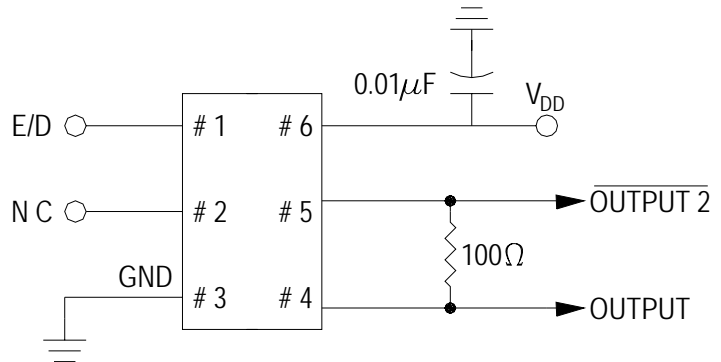 0.01μF
V_DD
E/D
# 1
# 6
N C
# 2
# 5
OUTPUT 2
100Ω
GND
# 3
# 4
OUTPUT